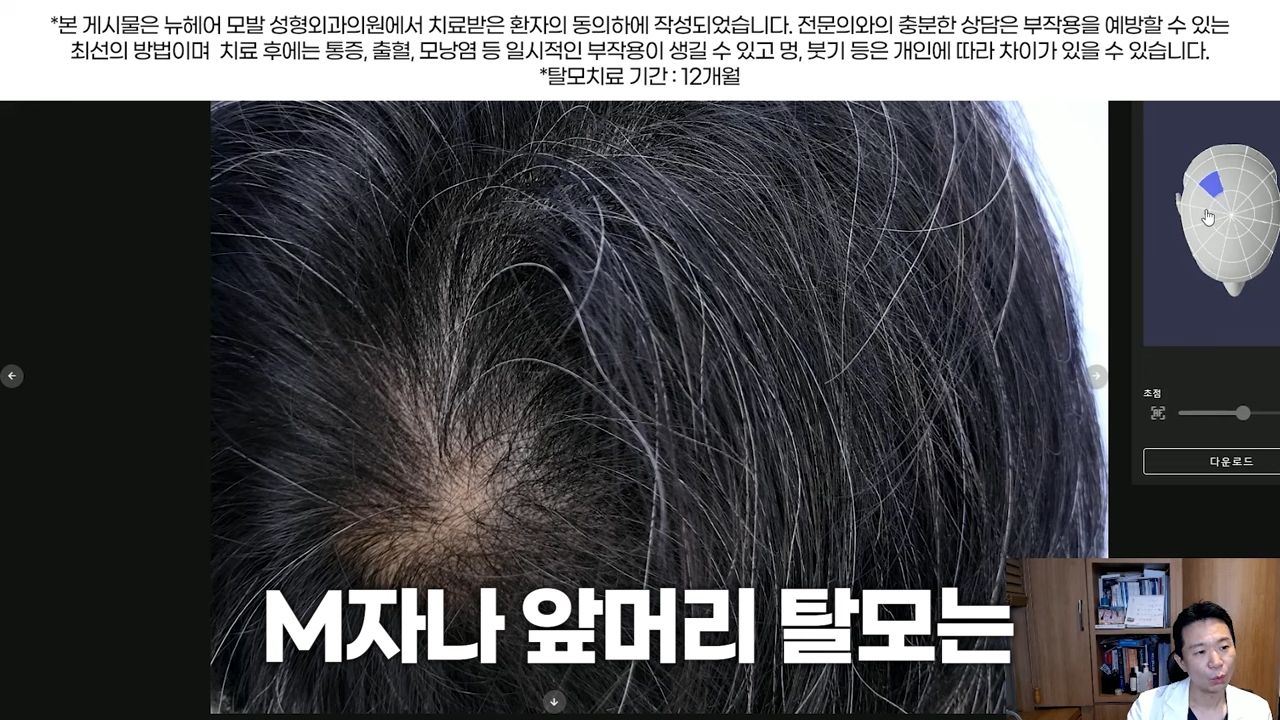 *본 게시물은 뉴헤어 모발 성형외과의원에서 치료받은 환자의 동의하에 작성되었습니다. 전문의와의 충분한 상담은 부작용을 예방할 수 있는
최선의 방법이며 치료 후에는 통증, 출혈, 모낭염 등 일시적인 부작용이 생길 수 있고 멍, 붓기 등은 개인에 따라 차이가 있을 수 있습니다.
*탈모치료 기간 : 12개월
초점
다운로드
M자나 앞머리 탈모는